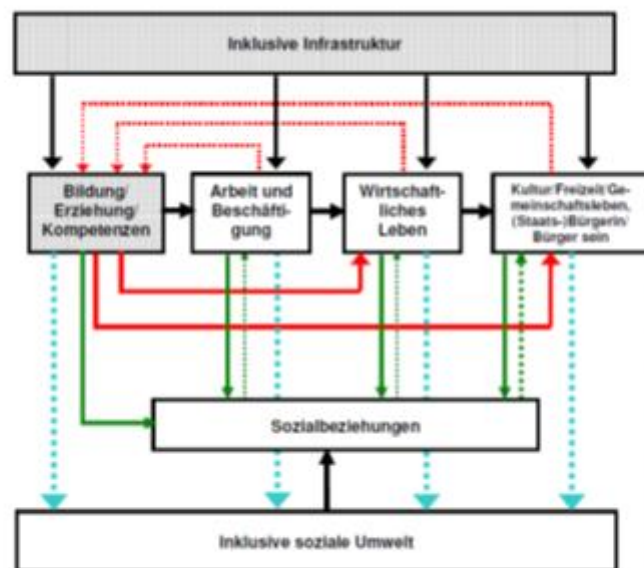 Inklusive Infrastruktur
Bildung/
Erziehung/
Kompetenzen
Arbeit und
Beschäfti-
gung
Wirtschaft-
liches
Leben
Kultur/Freizeit/Ge-
meinschaftsleben,
(Staats-)Bürgerin/
Bürger sein
Sozialbeziehungen
Inklusive soziale Umwelt